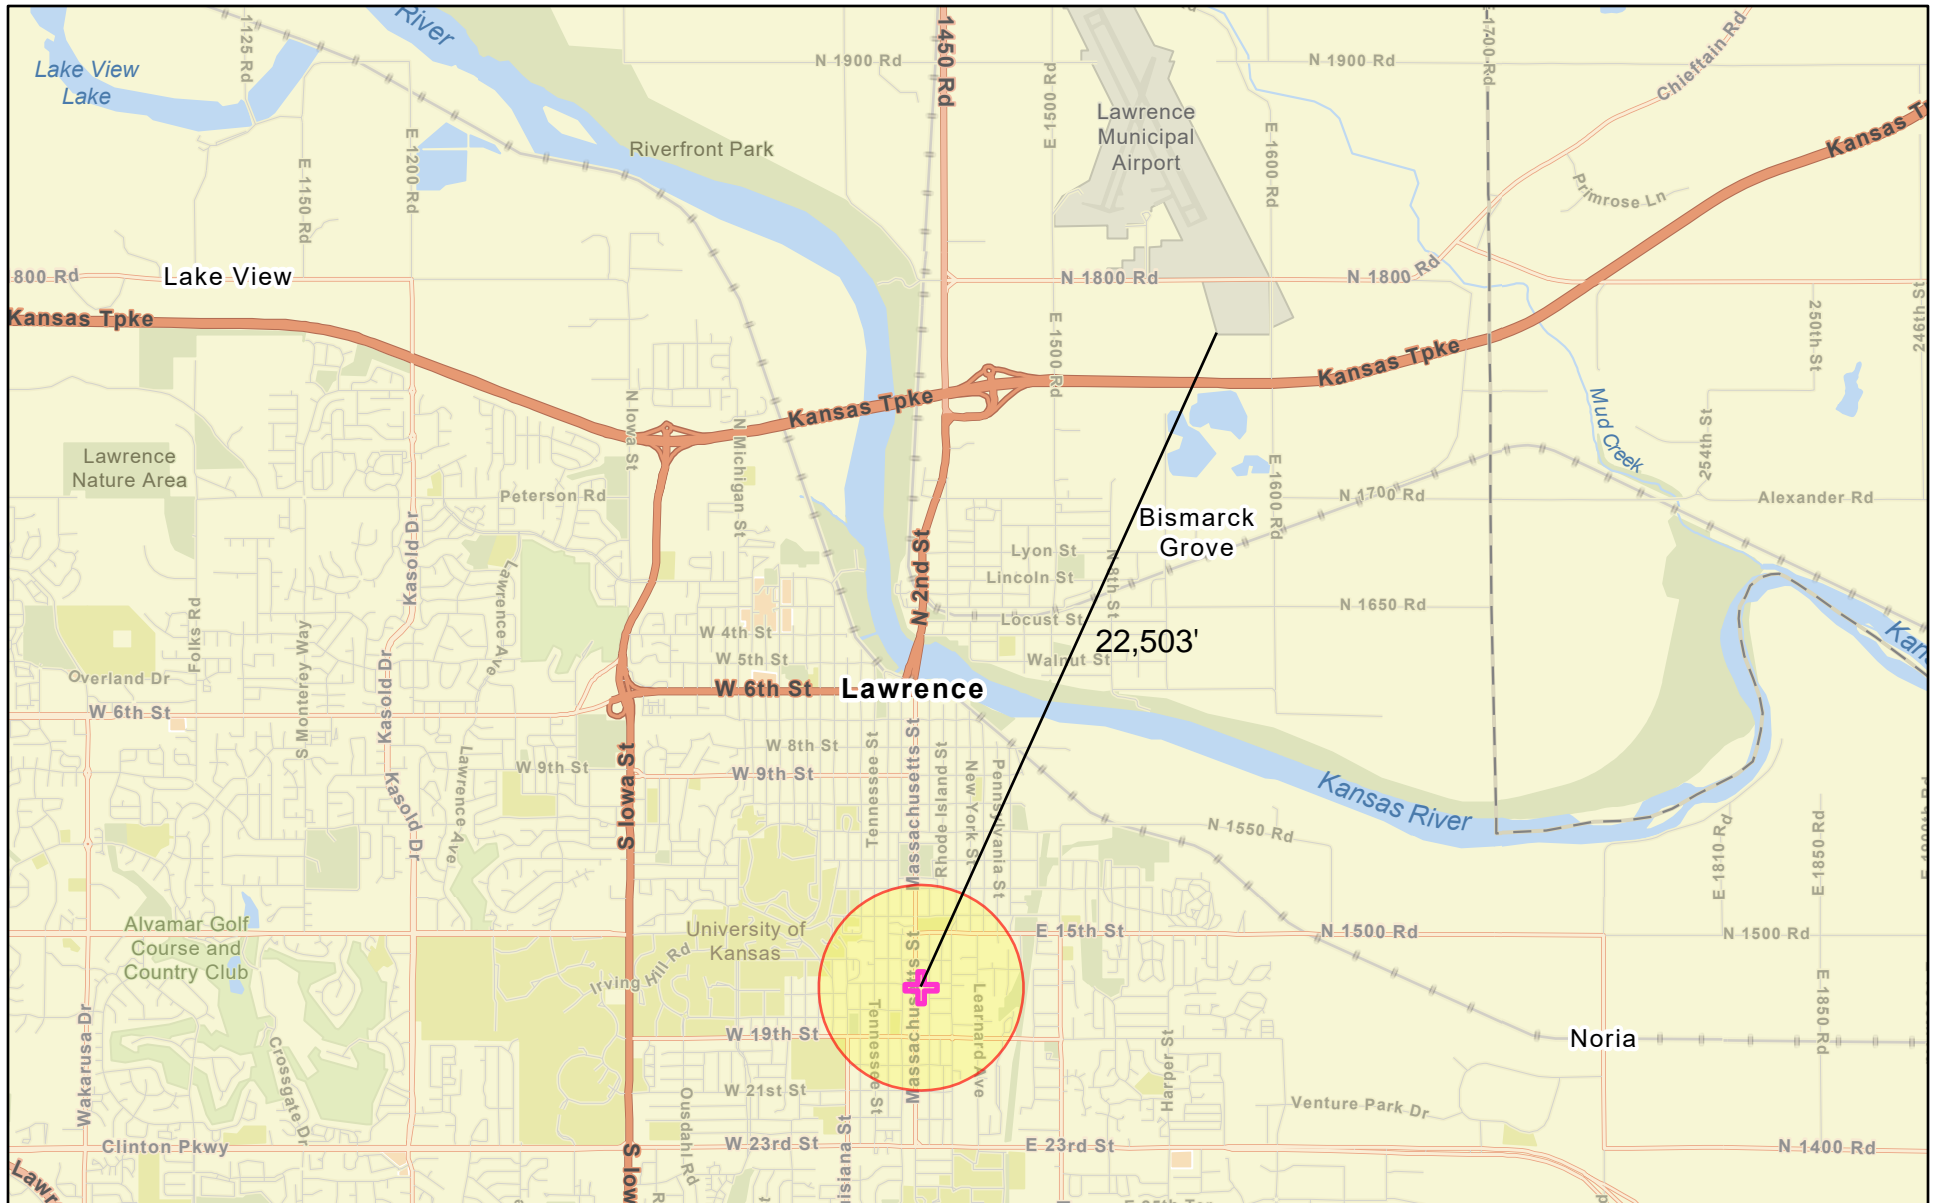 River
1125 Rd
Lake View
Lake
N 1900 Rd
1450 Rd
E 1500 Rd
N 1900 Rd
E 1700 Rd
Chieftain Rd
Lawrence
Municipal
Airport
Kansas
Riverfront Park
E 1200 Rd
E 1150 Rd
E 1600 Rd
Primrose Ln
800 Rd
Lake View
N 1800 Rd
N 1800 Rd
Kansas Tpke
E 1500 Rd
250th St
246th St
Kansas Tpke
Kansas Tpke
N Iowa St
N Michigan St
Mud Creek
254th St
Lawrence
Nature Area
Peterson Rd
E 1600 Rd
N 1700 Rd
Alexander Rd
Bismarck
Grove
Kasold Dr
Lawrence Ave
N 2nd St
Lyon St
Lincoln St
N 8th St
Locust St
N 1650 Rd
Folks Rd
S Monterey Way
W 4th St
W 5th St
22,503'
Walnut St
Overland Dr
W 6th St
Kasold Dr
W 6th St
Lawrence
S Iowa St
W 8th St
W 9th St
W 9th St
Lawrence Ave
Kasold Dr
Tennessee St
Massachusetts St
Rhode Island St
New York St
Pennsylvania St
Kansas River
N 1550 Rd
E 1810 Rd
E 1850 Rd
Alvamar Golf
Course and
Country Club
University of
Kansas
Irving Hill Rd
E 15th St
N 1500 Rd
N 1500 Rd
Massachusetts St
Tennessee St
Learnard Ave
E 1850 Rd
W 19th St
Noria
Wakarusa Dr
Crossgate Dr
W 21st St
Ousdahl Rd
Harper St
Venture Park Dr
Clinton Pkwy
W 23rd St
E 23rd St
N 1400 Rd